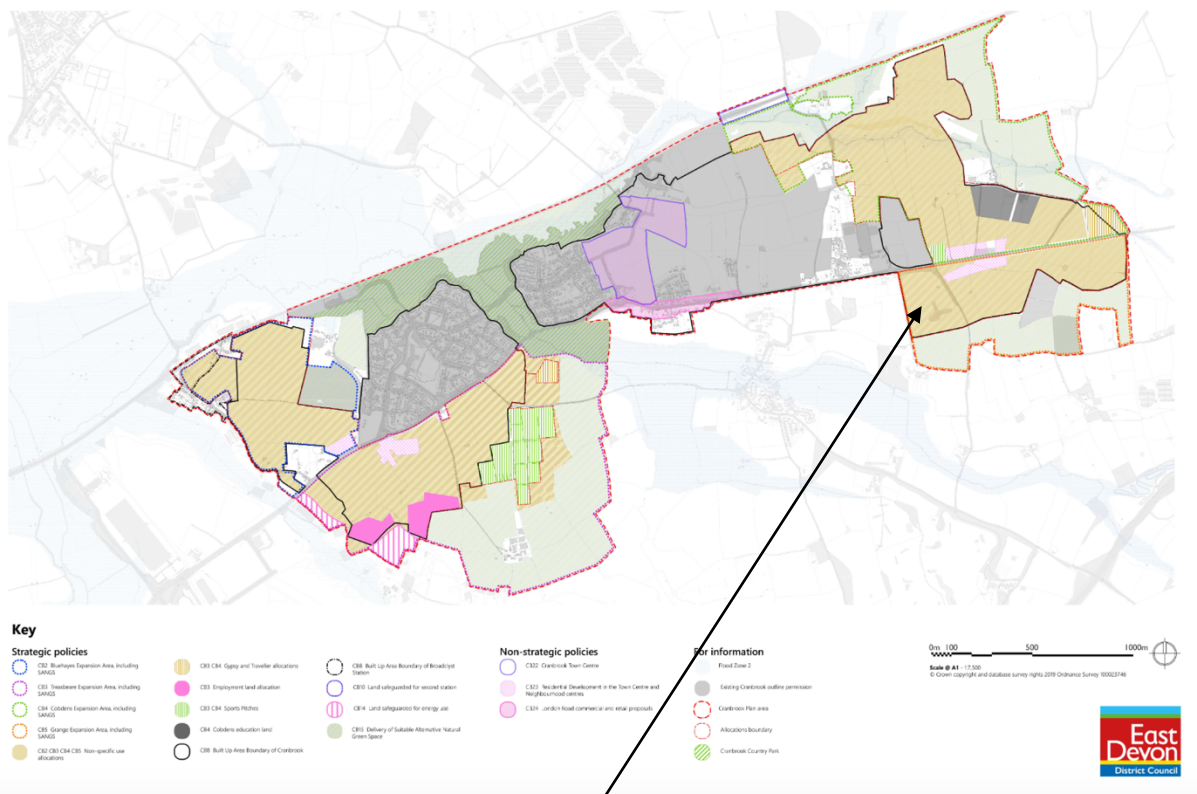 Key
Strategic policies
CB2 Bluehayes Expansion Area, including
SANGS
CB3 Treasbeare Expansion Area, including
SANGS
CB4 Cobdens Expansion Area, including
SANGS
CB5 Grange Expansion Area, including
SANGS
CB2 CB3 CB4 CB5 Non-specific use
allocations
CB3 CB4 Gypsy and Traveller allocations
CB3 Employment land allocation
CB3 CB4 Sports Pitches
CB4 Cobdens education land
CB8 Built Up Area Boundary of Cranbrook
CB8 Built Up Area Boundary of Broadclyst
Station
CB10 Land safeguarded for second station
CB14 Land safeguarded for energy use
CB15 Delivery of Suitable Alternative Natural
Green Space
Non-strategic policies
CB22 Cranbrook Town Centre
CB23 Residential Development in the Town Centre and
Neighbourhood centres
CB24 London Road commercial and retail proposals
For information
Flood Zone 2
Existing Cranbrook outline permission
Cranbrook Plan area
Allocations boundary
Cranbrook Country Park
0m 100 500 1000m
Scale @ A1 - 1:7,500
© Crown copyright and database survey rights 2019 Ordnance Survey 100023746
East
Devon
District Council